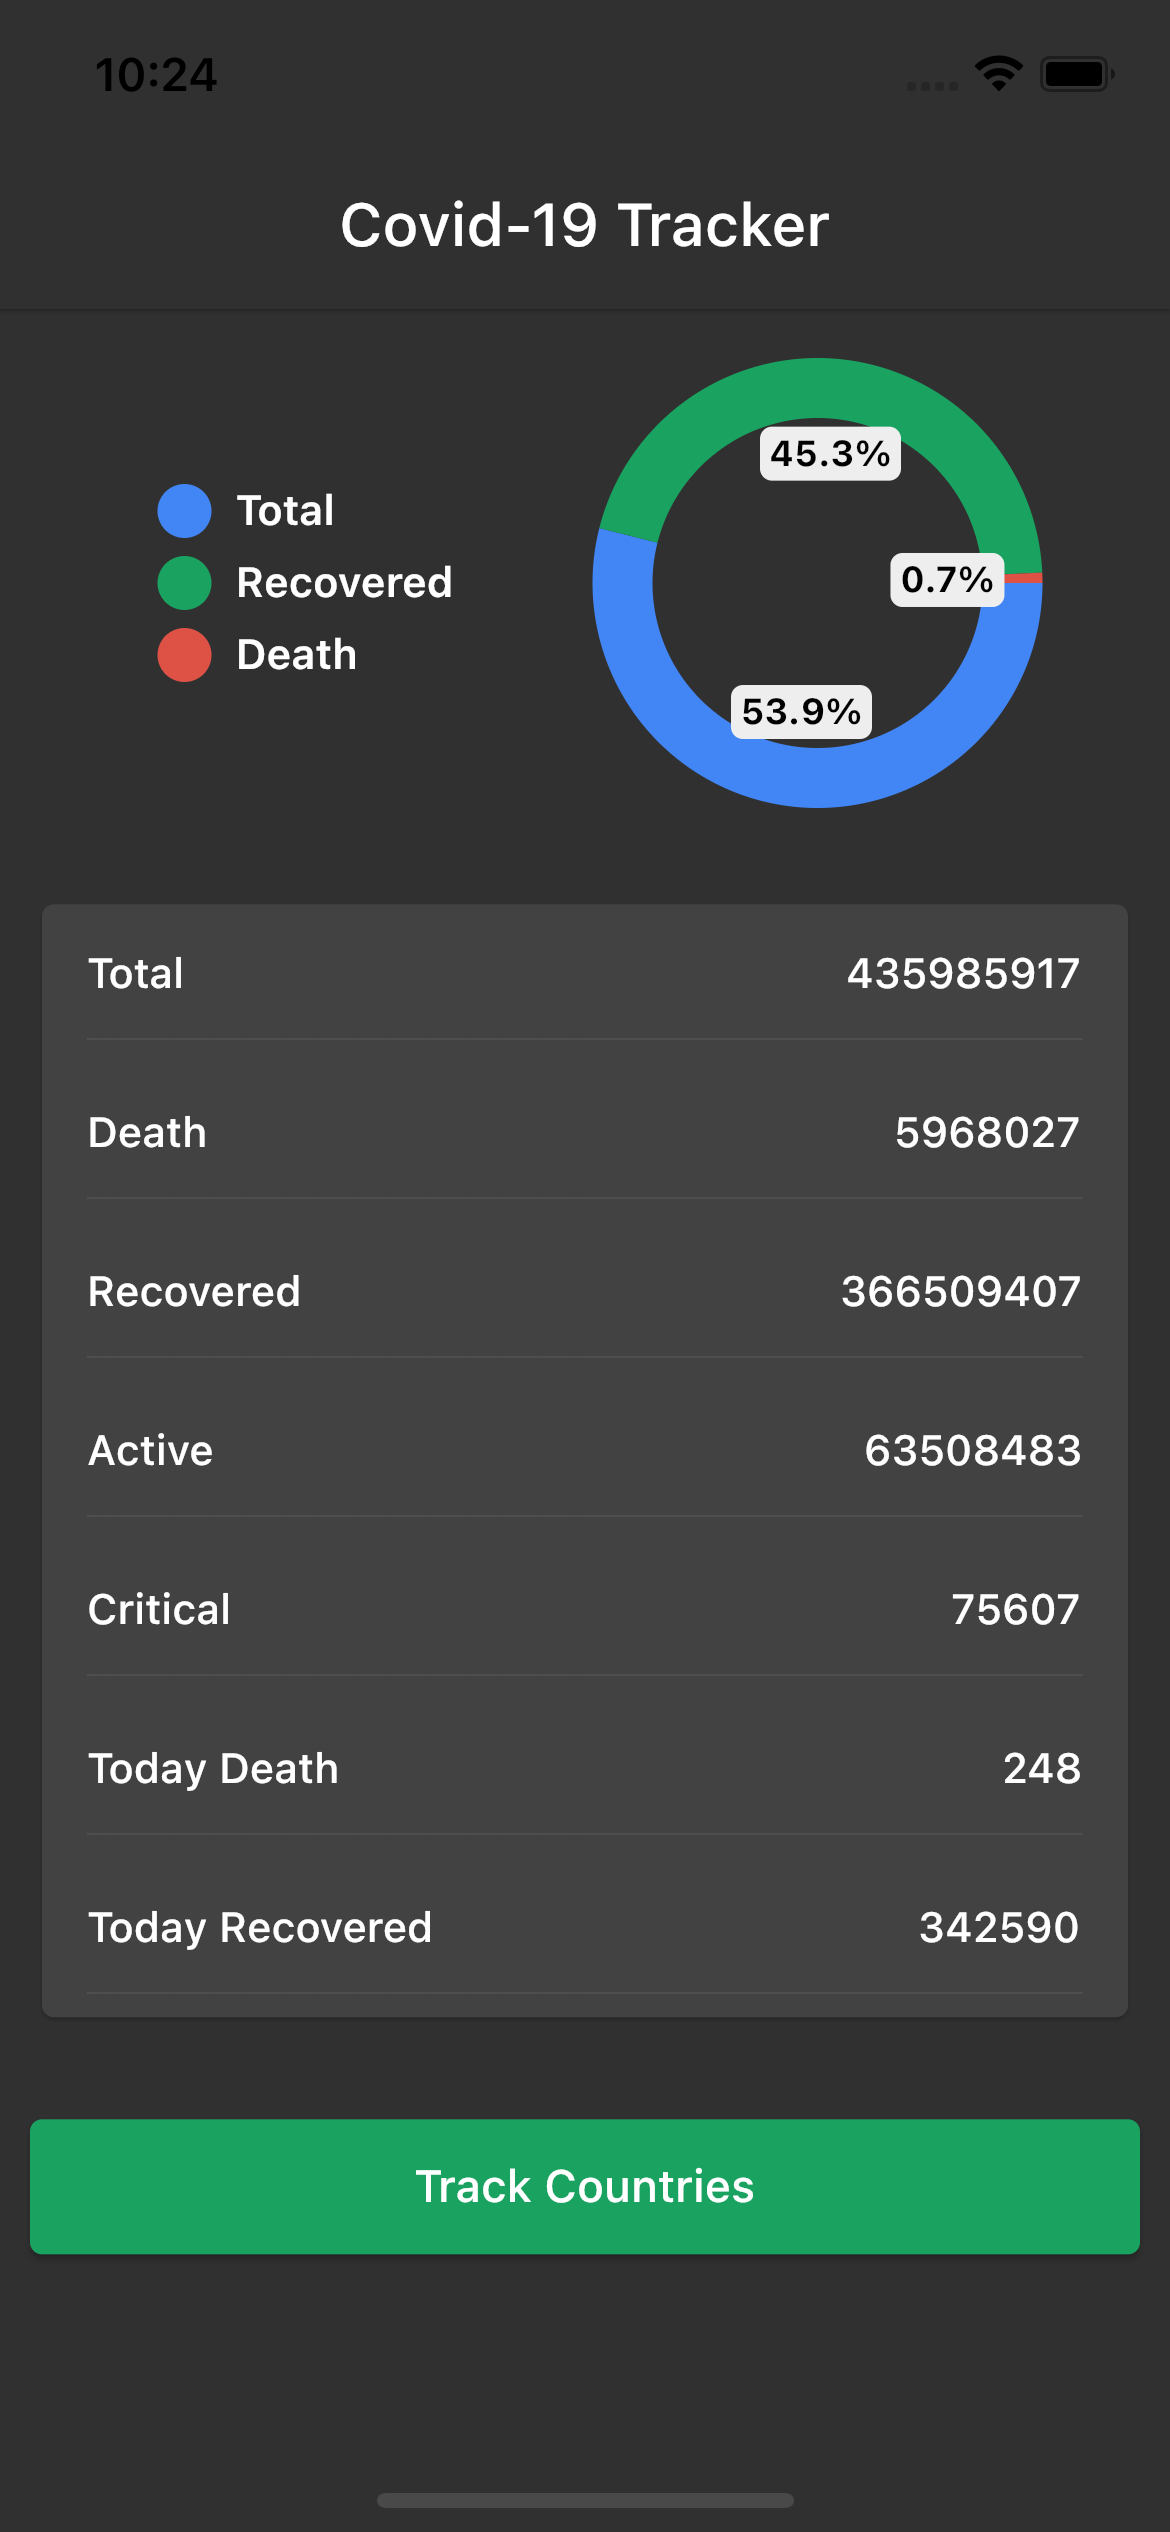 10:24
Covid-19 Tracker
Total
Recovered
Death
45.3%
0.7%
53.9%
Total 435985917
Death 5968027
Recovered 366509407
Active 63508483
Critical 75607
Today Death 248
Today Recovered 342590
Track Countries